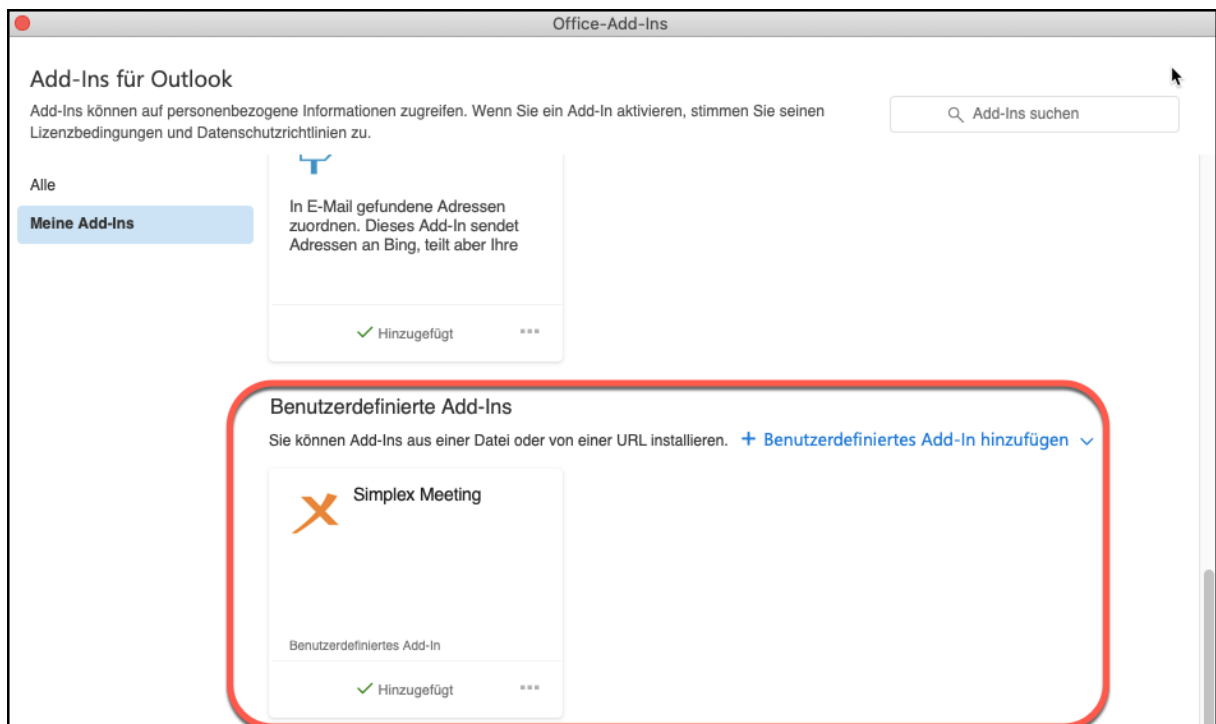 Office-Add-Ins
Add-Ins für Outlook
Add-Ins können auf personenbezogene Informationen zugreifen. Wenn Sie ein Add-In aktivieren, stimmen Sie seinen
Lizenzbedingungen und Datenschutzrichtlinien zu.
Add-Ins suchen
Alle
Meine Add-Ins
In E-Mail gefundene Adressen
zuordnen. Dieses Add-In sendet
Adressen an Bing, teilt aber Ihre
Hinzugefügt
Benutzerdefinierte Add-Ins
Sie können Add-Ins aus einer Datei oder von einer URL installieren. + Benutzerdefiniertes Add-In hinzufügen
Simplex Meeting
Benutzerdefiniertes Add-In
Hinzugefügt